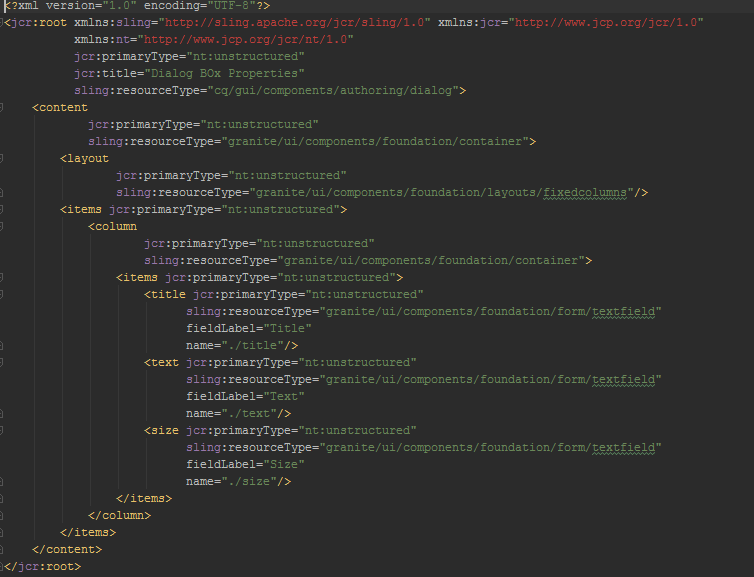 <?xml version="1.0" encoding="UTF-8"?>
<jcr:root xmlns:sling="http://sling.apache.org/jcr/sling/1.0" xmlns:jcr="http://www.jcp.org/jcr/1.0"
          xmlns:nt="http://www.jcp.org/jcr/nt/1.0"
          jcr:primaryType="nt:unstructured"
          jcr:title="Dialog BOx Properties"
          sling:resourceType="cq/gui/components/authoring/dialog">
    <content
            jcr:primaryType="nt:unstructured"
            sling:resourceType="granite/ui/components/foundation/container">
        <layout
                jcr:primaryType="nt:unstructured"
                sling:resourceType="granite/ui/components/foundation/layouts/fixedcolumns"/>
        <items jcr:primaryType="nt:unstructured">
            <column
                    jcr:primaryType="nt:unstructured"
                    sling:resourceType="granite/ui/components/foundation/container">
                <items jcr:primaryType="nt:unstructured">
                    <title jcr:primaryType="nt:unstructured"
                          sling:resourceType="granite/ui/components/foundation/form/textfield"
                          fieldLabel="Title"
                          name="./title"/>
                    <text jcr:primaryType="nt:unstructured"
                          sling:resourceType="granite/ui/components/foundation/form/textfield"
                          fieldLabel="Text"
                          name="./text"/>
                    <size jcr:primaryType="nt:unstructured"
                          sling:resourceType="granite/ui/components/foundation/form/textfield"
                          fieldLabel="Size"
                          name="./size"/>
                </items>
            </column>
        </items>
    </content>
</jcr:root>